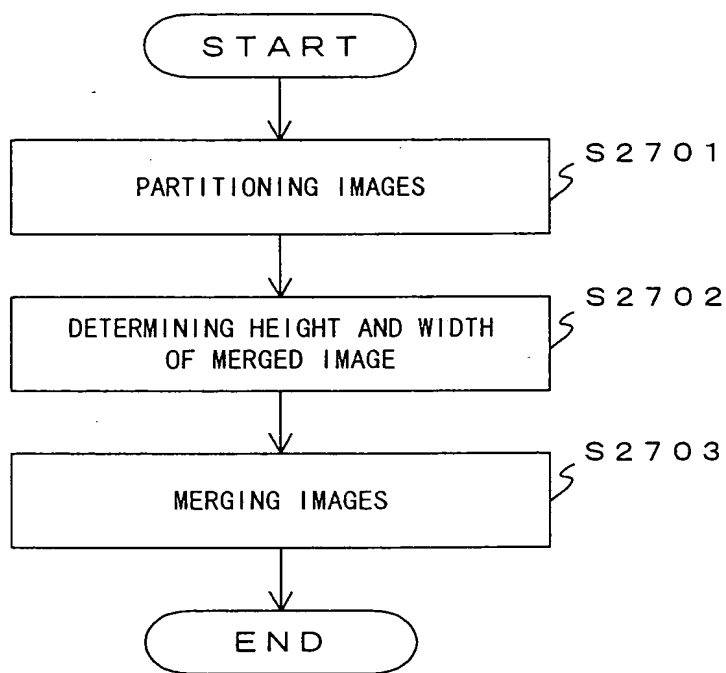 START
S2701
PARTITIONING IMAGES
S2702
DETERMINING HEIGHT AND WIDTH
OF MERGED IMAGE
S2703
MERGING IMAGES
END